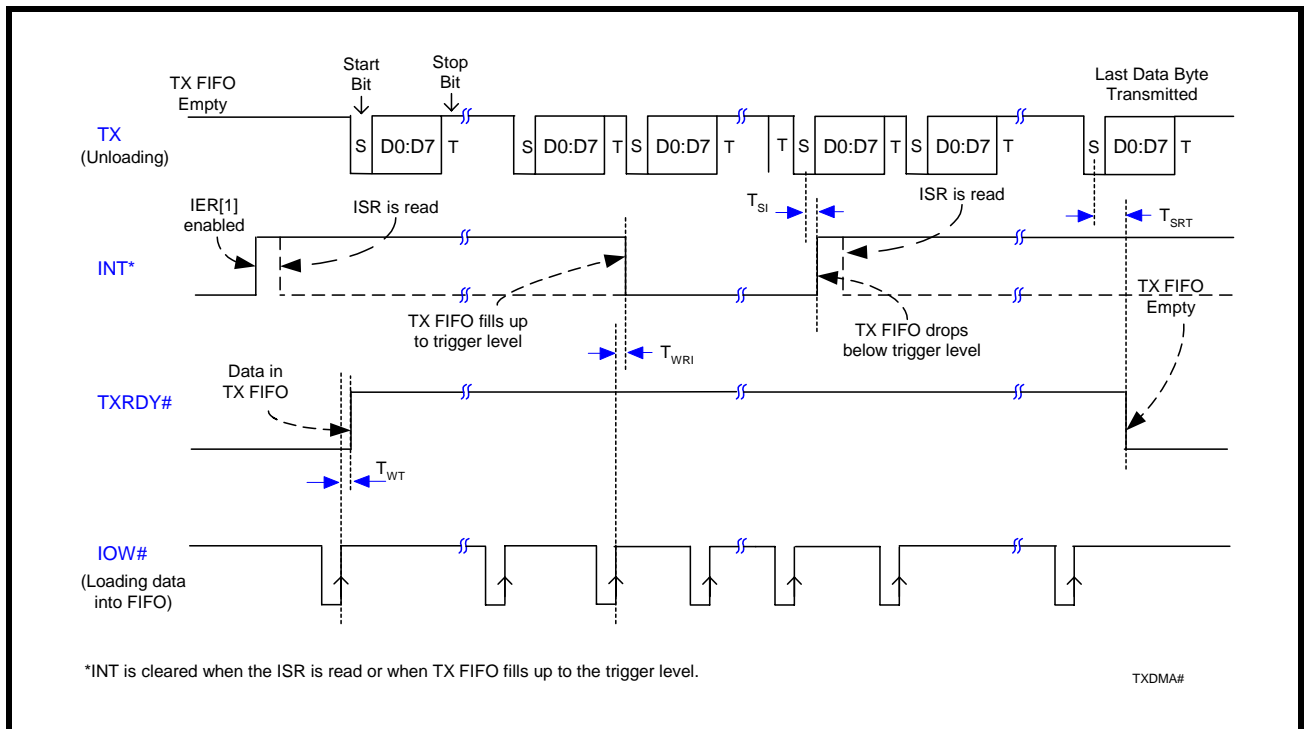 TX FIFO
Empty
Start
Bit
Stop
Bit
Last Data Byte
Transmitted
TX
(Unloading)
S D0:D7 T S D0:D7 T S D0:D7 T T S D0:D7 T S D0:D7 T S D0:D7 T
IER[1]
enabled
ISR is read
TSI
ISR is read
TSRT
INT*
TX FIFO fills up
to trigger level
TX FIFO drops
below trigger level
TX FIFO
Empty
TWRI
Data in
TX FIFO
TXRDY#
TWT
IOW#
(Loading data
into FIFO)
*INT is cleared when the ISR is read or when TX FIFO fills up to the trigger level.
TXDMA#